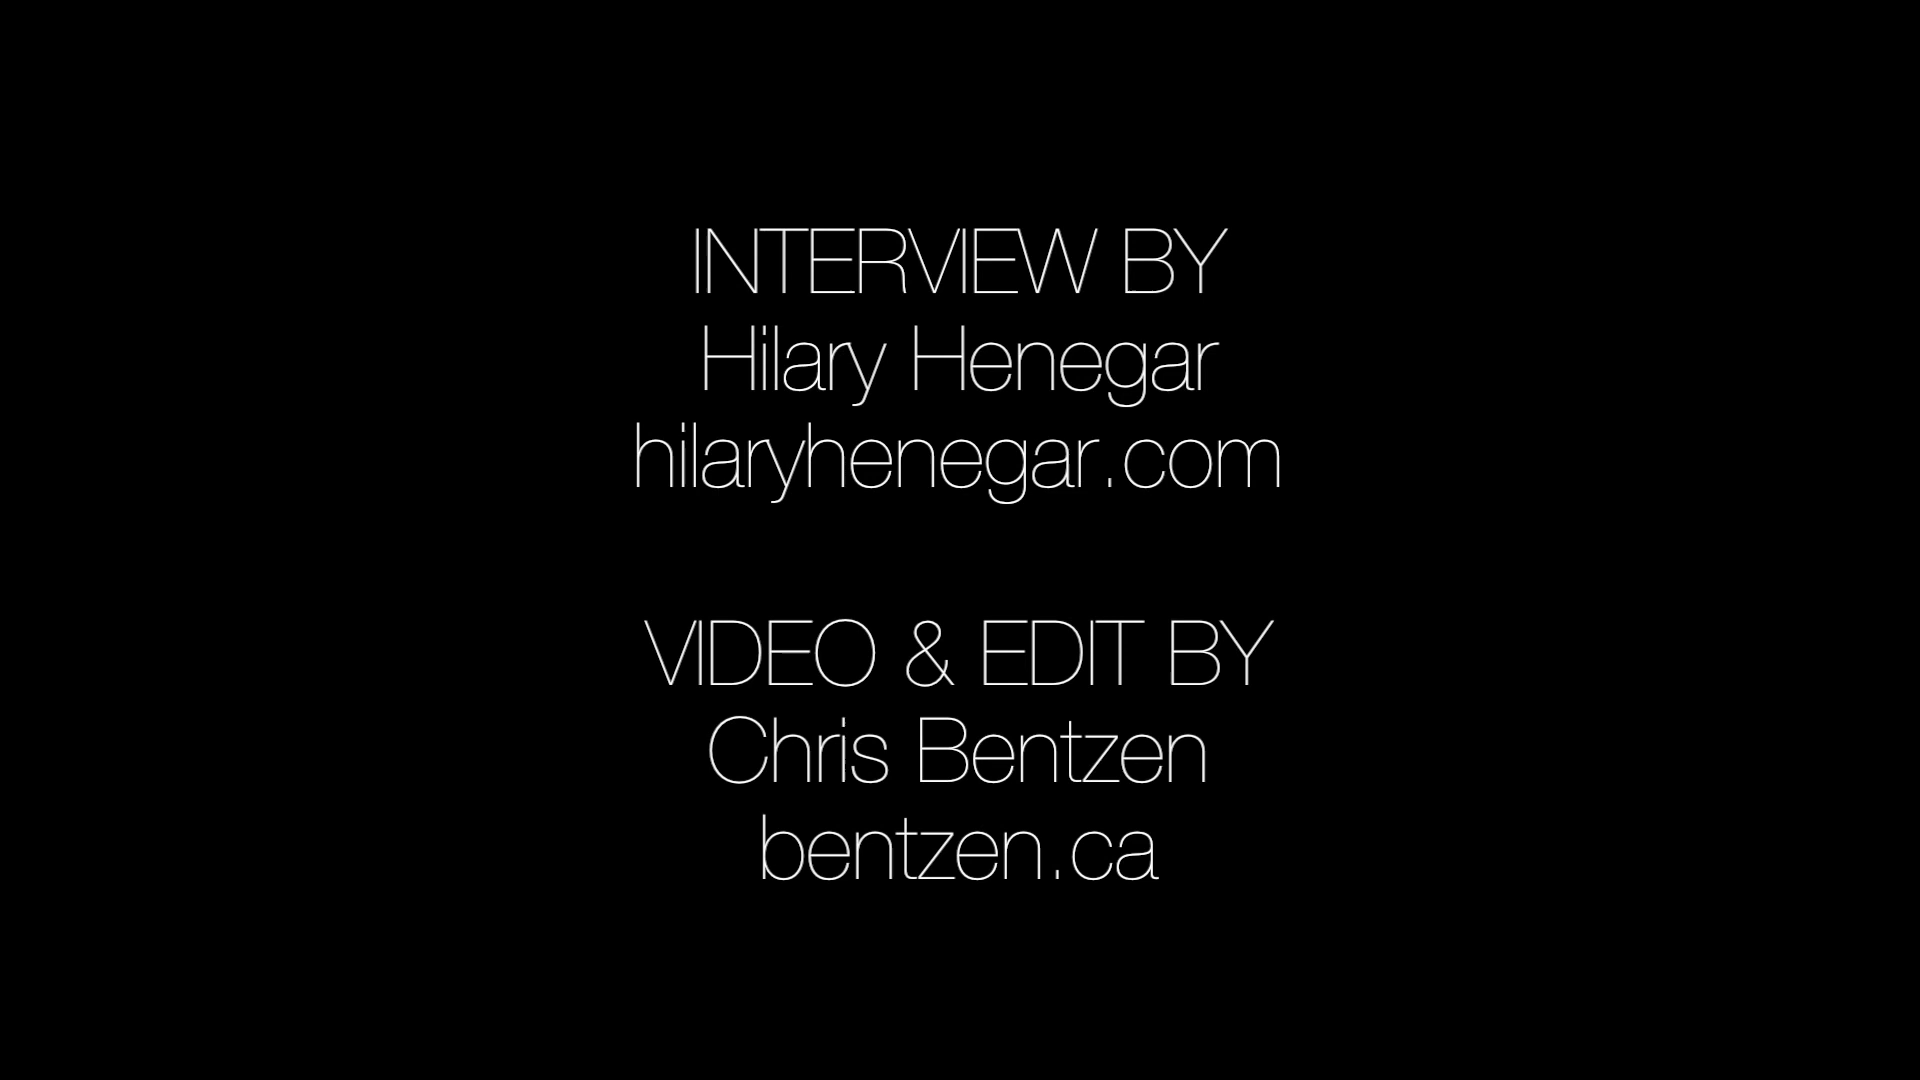 INTERVIEW BY
Hilary Henegar
hilaryhenegar.com
VIDEO & EDIT BY
Chris Bentzen
bentzen.ca